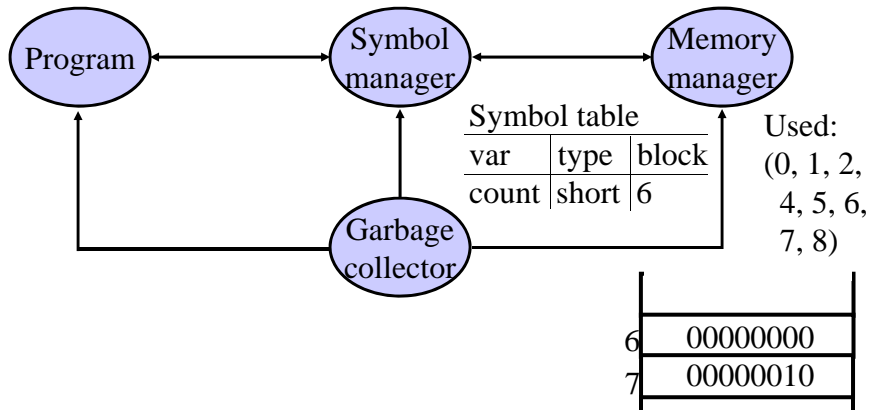 Program
Symbol
manager
Memory
manager
Symbol table
var type block
count short 6
Used:
(0, 1, 2,
4, 5, 6,
7, 8)
Garbage
collector
6 00000000
7 00000010